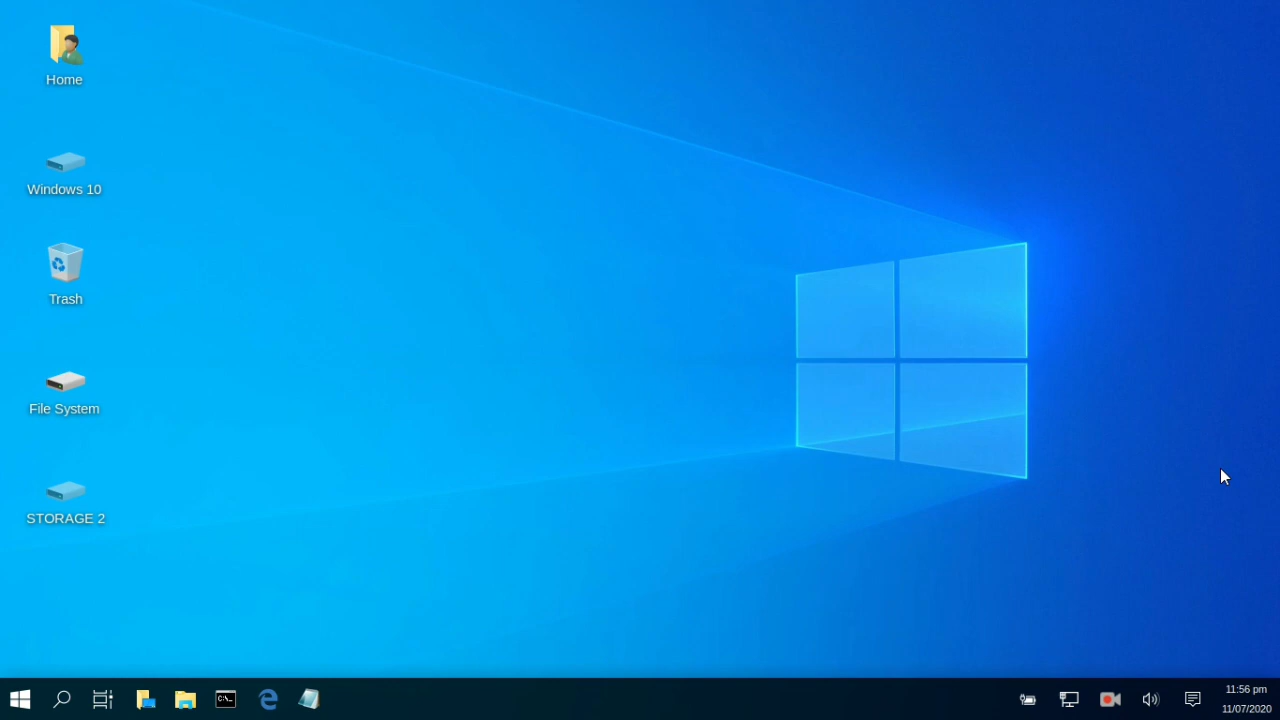 Home
Windows 10
Trash
File System
STORAGE 2
C:\_
11:56 pm
11/07/2020